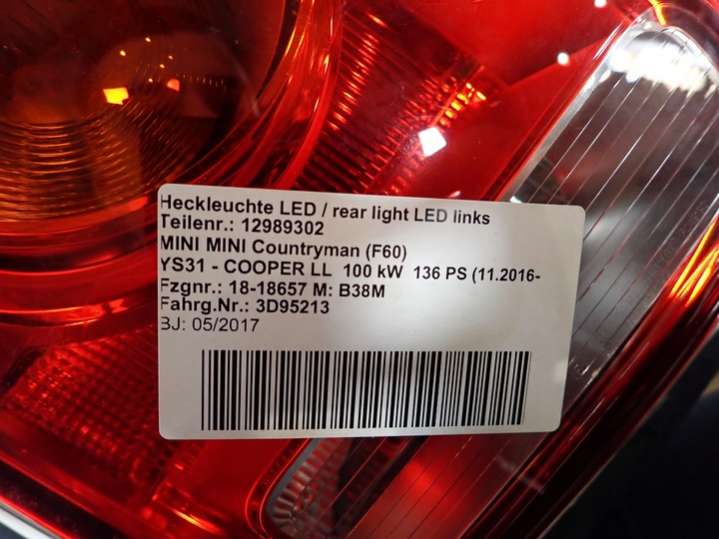 Heckleuchte LED / rear light LED links
Teilenr.: 12989302
MINI MINI Countryman (F60)
YS31 - COOPER LL 100 kW 136 PS (11.2016-
Fzgnr.: 18-18657 M: B38M
Fahrg.Nr.: 3D95213
BJ: 05/2017